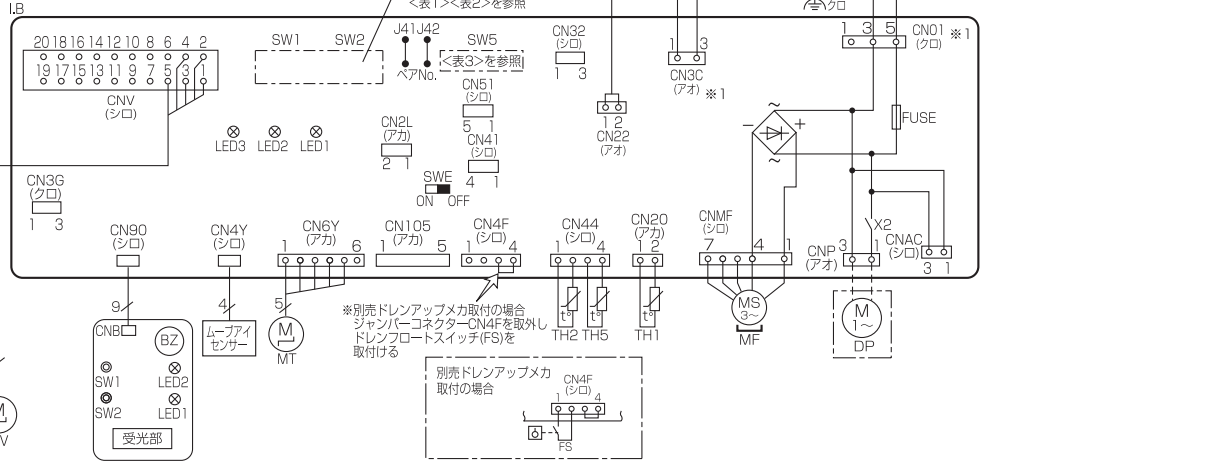 I.B
<表1><表2>を参照
クロ
20 18 16 14 12 10 8 6 4 2
19 17 15 13 11 9 7 5 3 1
CNV
(シロ)
SW1 SW2
J41 J42
ペアNo.
SW5
<表3>を参照
CN32
(シロ)
1 3
1 3
CN3C
(アオ) ※1
1 3 5
CN01 ※1
(クロ)
CN51
(シロ)
5 1
1 2
CN22
(アオ)
~
− +
~
FUSE
LED3 LED2 LED1
CN2L
(アカ)
2 1
CN41
(シロ)
4 1
CN3G
(クロ)
1 3
SWE
ON OFF
CN90
(シロ)
CN4Y
(シロ)
CN6Y
(アカ)
1 6
CN105
(アカ)
1 5
CN4F
(シロ)
1 4
CN44
(シロ)
1 4
CN20
(アカ)
1 2
CNMF
(シロ)
7 4 1
CNP
(アオ)
3 1
X2
CNAC
(シロ)
3 1
9
4
5
CNB
BZ
SW1
LED2
SW2
LED1
受光部
ムーブアイ
センサー
M
MT
※別売ドレンアップメカ取付の場合
ジャンパーコネクターCN4Fを取外し
ドレンフロートスイッチ(FS)を
取付ける
t° t° t°
TH2 TH5 TH1
MS
3~
MF
M
1~
DP
別売ドレンアップメカ
取付の場合
CN4F
(シロ)
1 4
FS
M
V